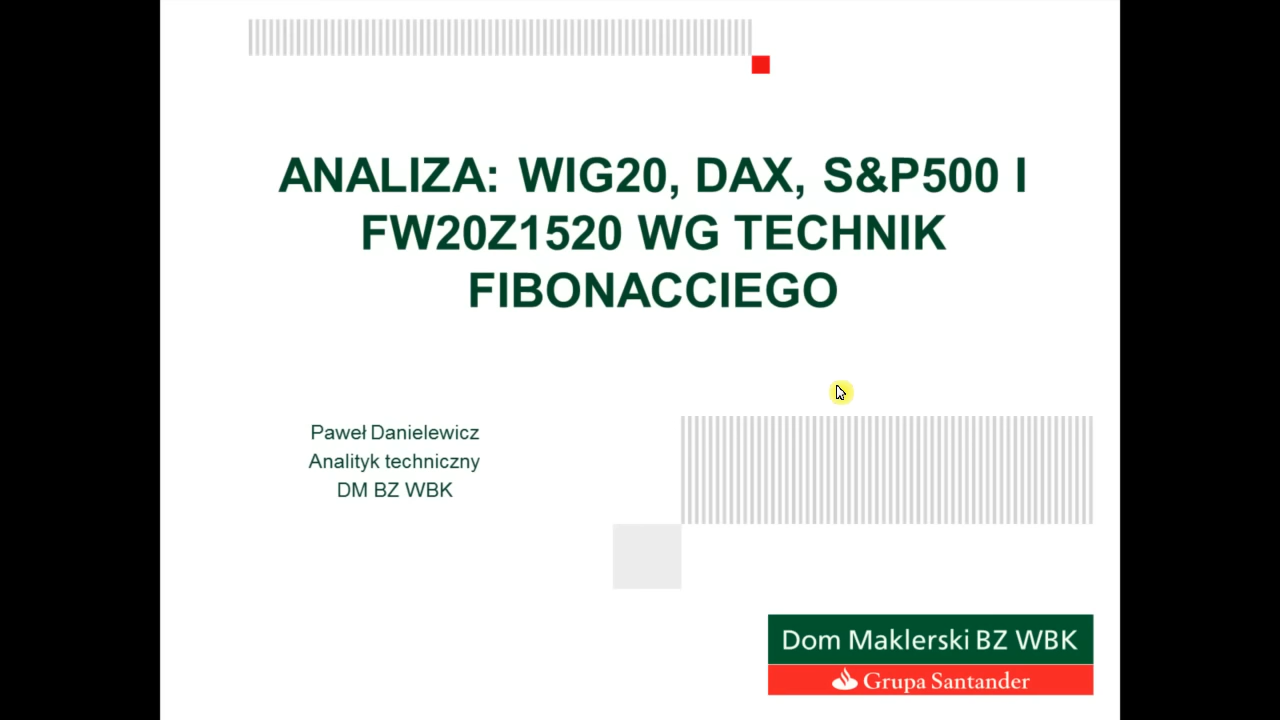 ANALIZA: WIG20, DAX, S&P500 I
FW20Z1520 WG TECHNIK
FIBONACCIEGO
Paweł Danielewicz
Analityk techniczny
DM BZ WBK
Dom Maklerski BZ WBK
Grupa Santander